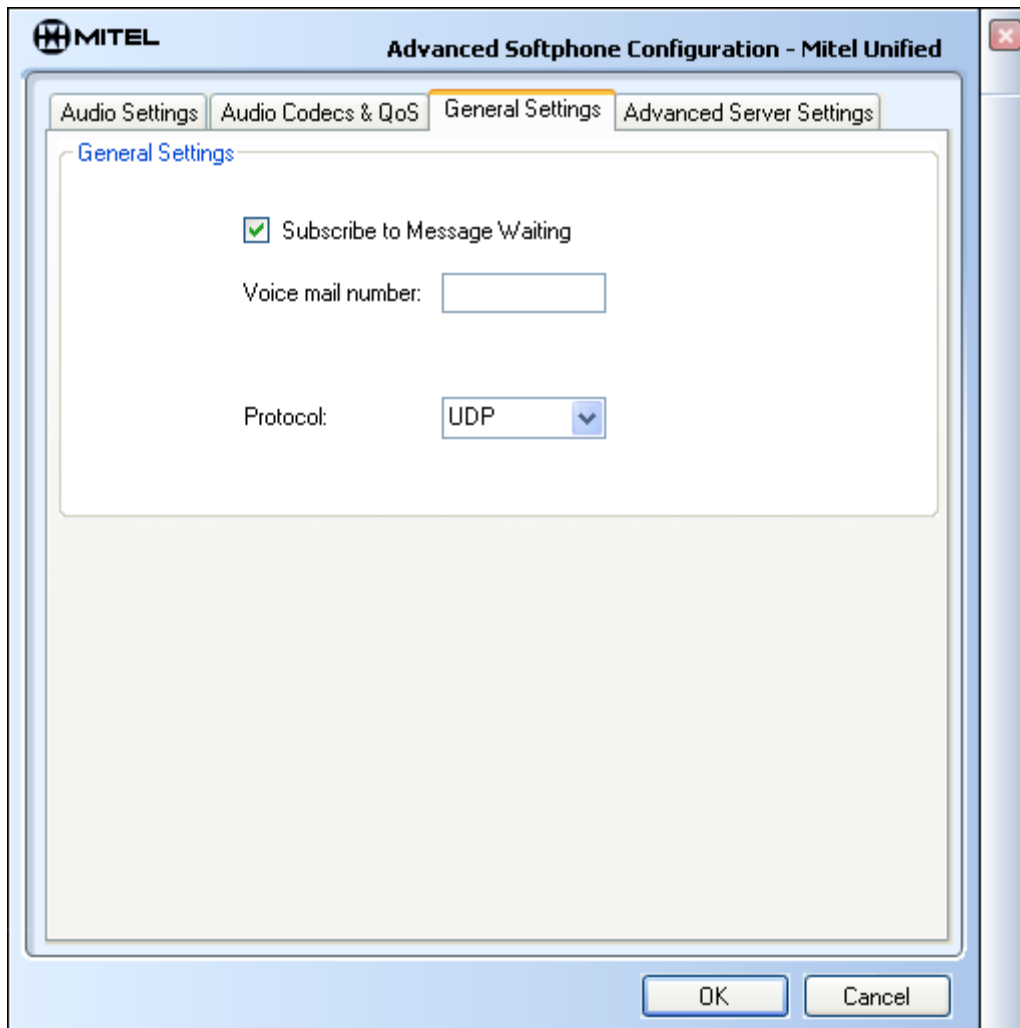 MITEL
Advanced Softphone Configuration - Mitel Unified
Audio Settings
Audio Codecs & QoS
General Settings
Advanced Server Settings
General Settings
Subscribe to Message Waiting
Voice mail number:
Protocol:
UDP
OK
Cancel